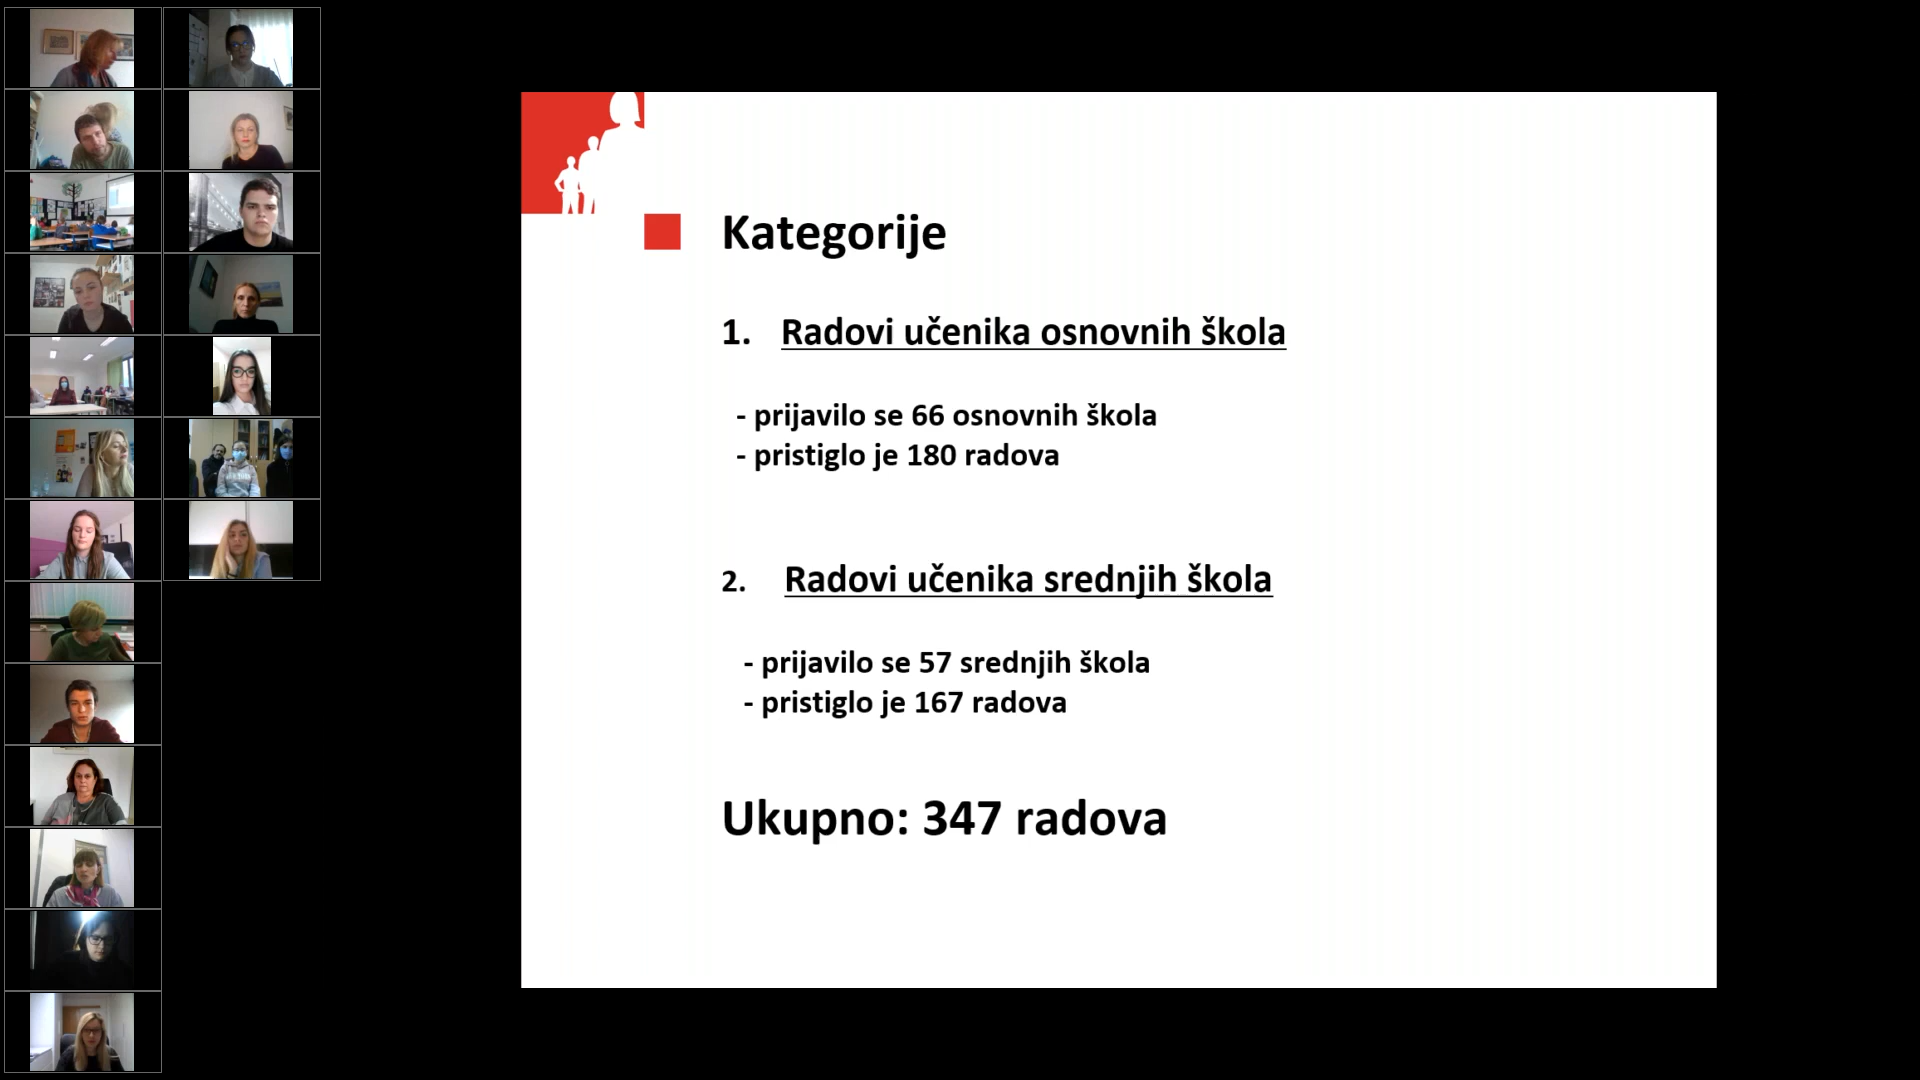 Kategorije
1. Radovi učenika osnovnih škola
- prijavilo se 66 osnovnih škola
- pristiglo je 180 radova
2. Radovi učenika srednjih škola
- prijavilo se 57 srednjih škola
- pristiglo je 167 radova
Ukupno: 347 radova